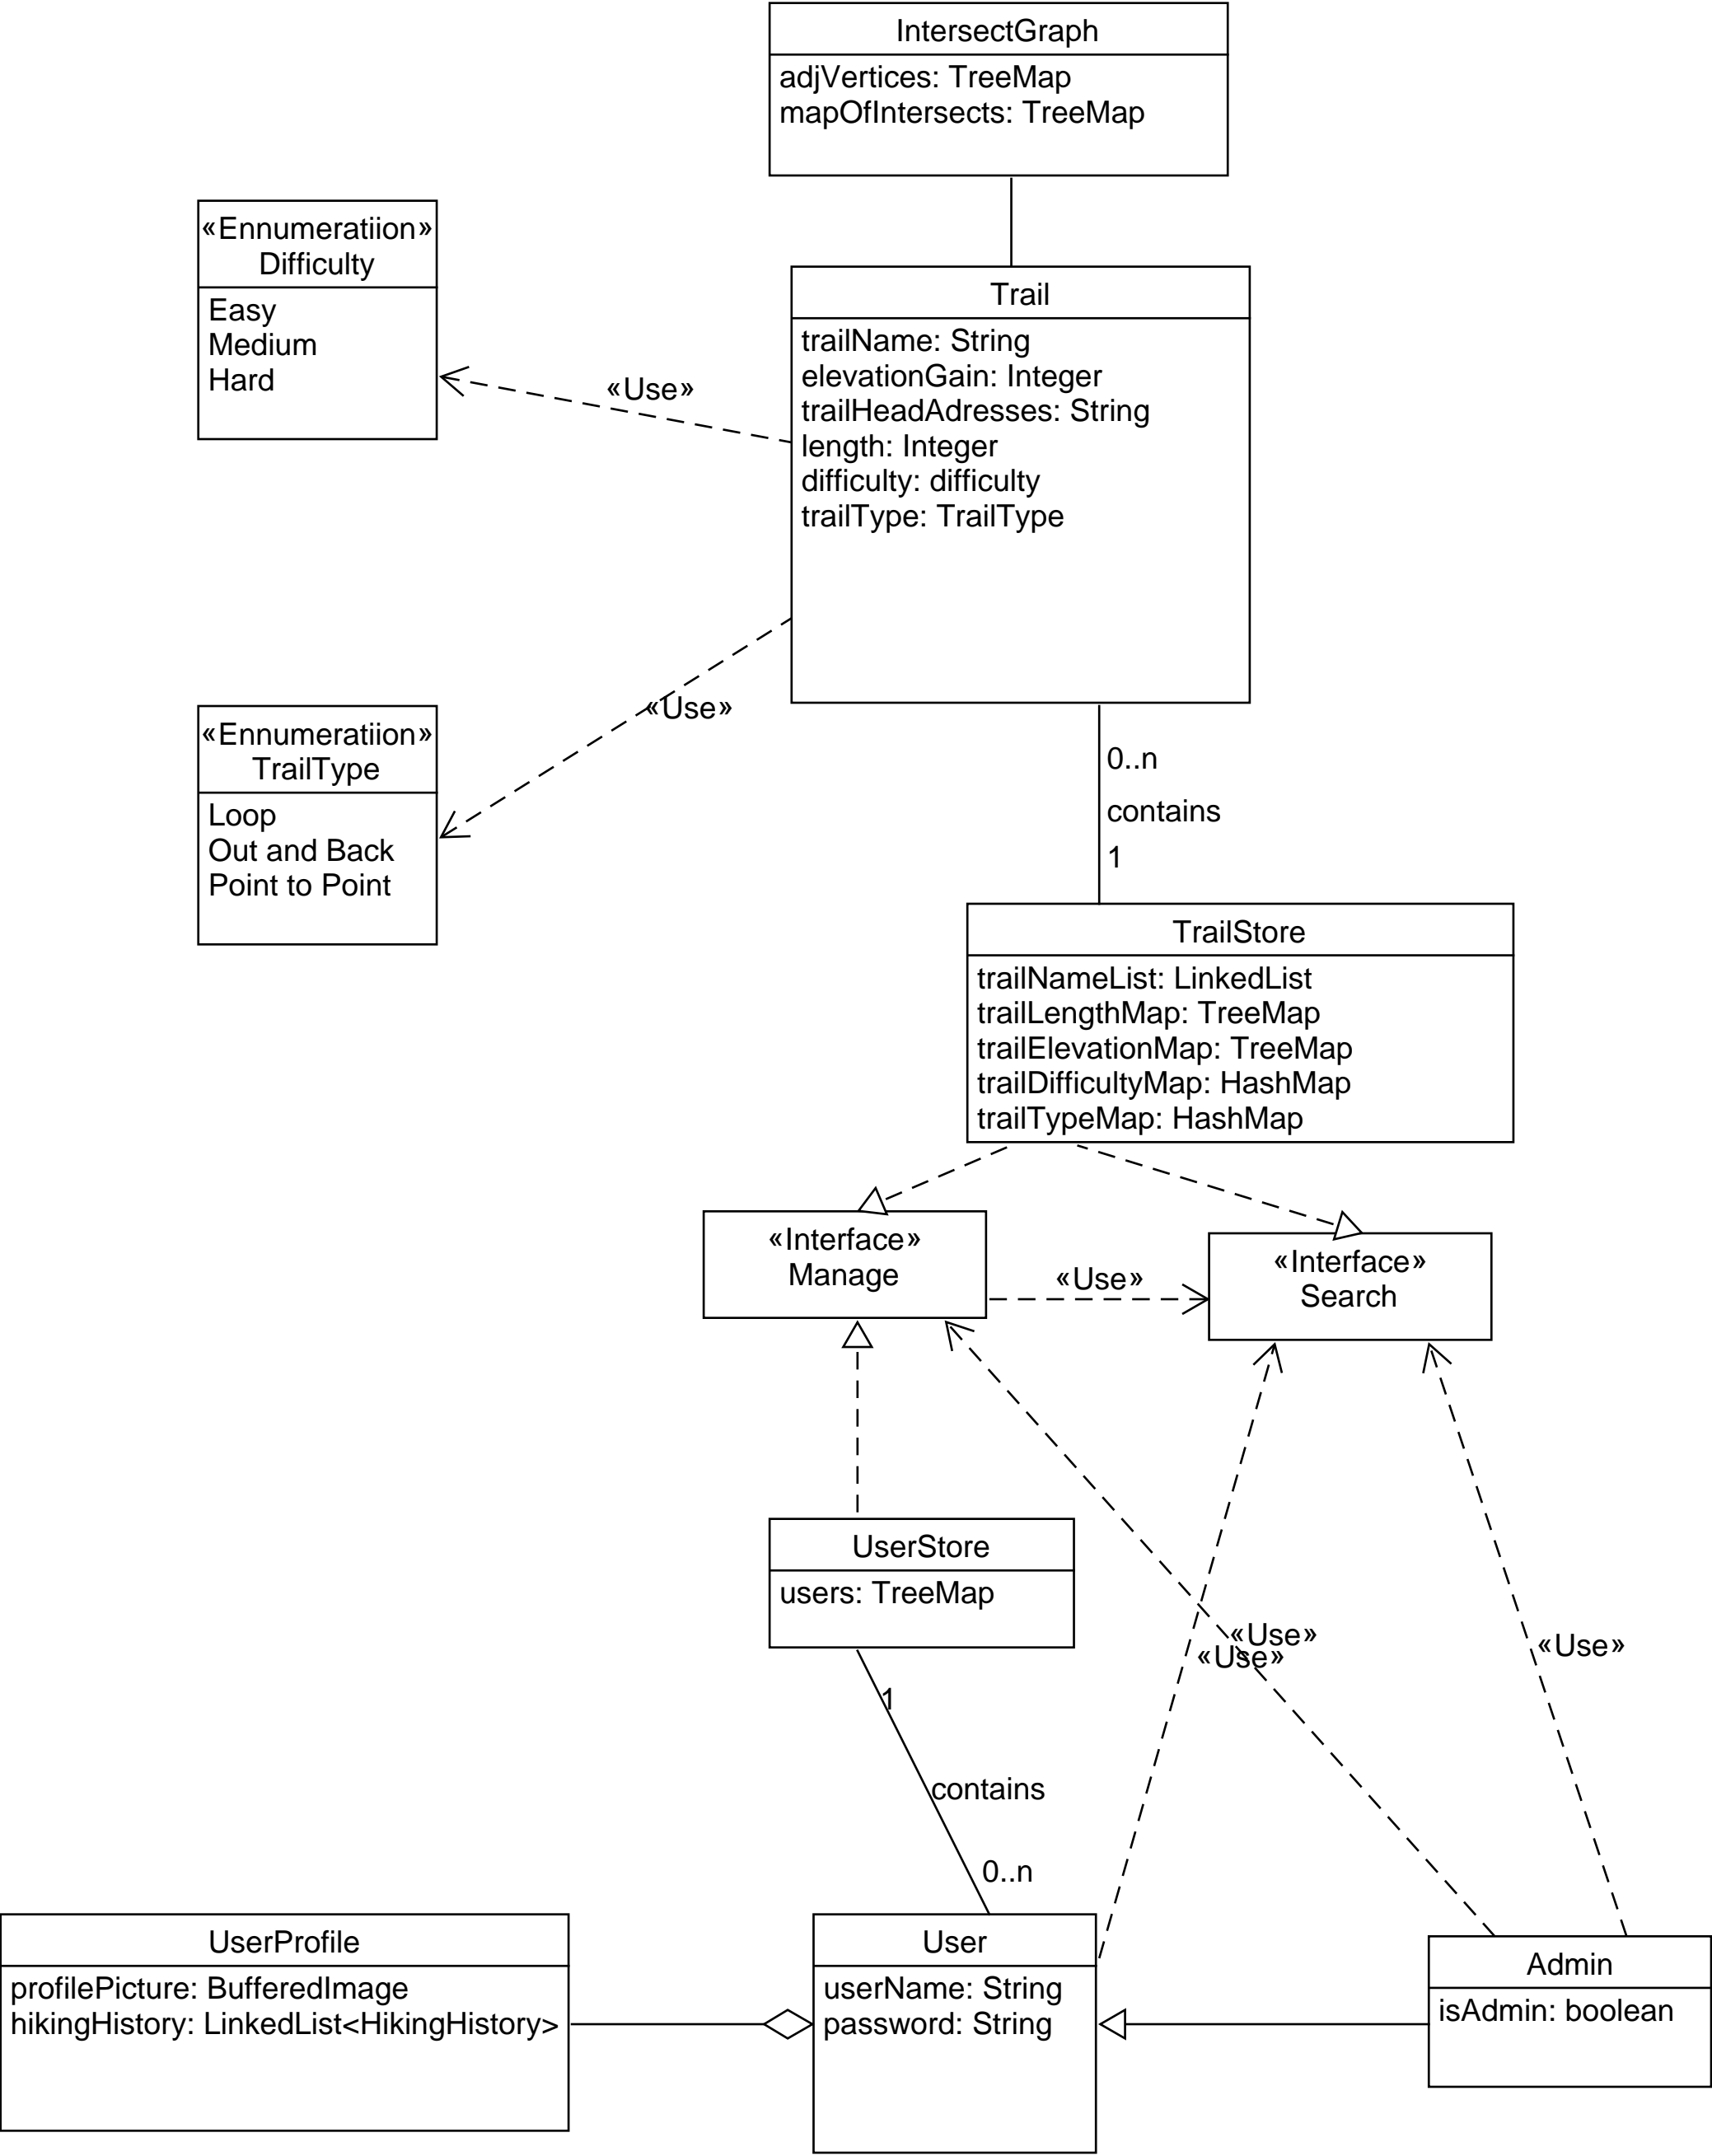 IntersectGraph
adjVertices: TreeMap
mapOfIntersects: TreeMap
«Ennumeratiion»
Difficulty
Easy
Medium
Hard
«Use»
Trail
trailName: String
elevationGain: Integer
trailHeadAdresses: String
length: Integer
difficulty: difficulty
trailType: TrailType
«Use»
«Ennumeratiion»
TrailType
Loop
Out and Back
Point to Point
0..n
contains
1
TrailStore
trailNameList: LinkedList
trailLengthMap: TreeMap
trailElevationMap: TreeMap
trailDifficultyMap: HashMap
trailTypeMap: HashMap
«Interface»
Manage
«Use»
«Interface»
Search
UserStore
users: TreeMap
«Use»
«Use»
«Use»
1
contains
0..n
UserProfile
profilePicture: BufferedImage
hikingHistory: LinkedList<HikingHistory>
User
userName: String
password: String
Admin
isAdmin: boolean